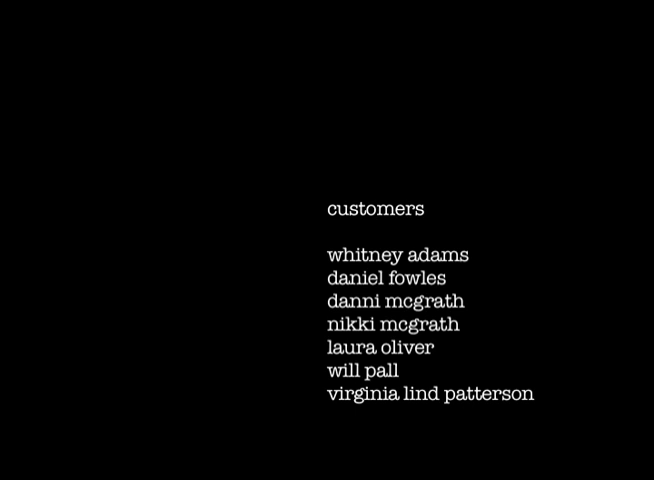 customers
whitney adams
daniel fowles
danni mcgrath
nikki mcgrath
laura oliver
will pall
virginia lind patterson